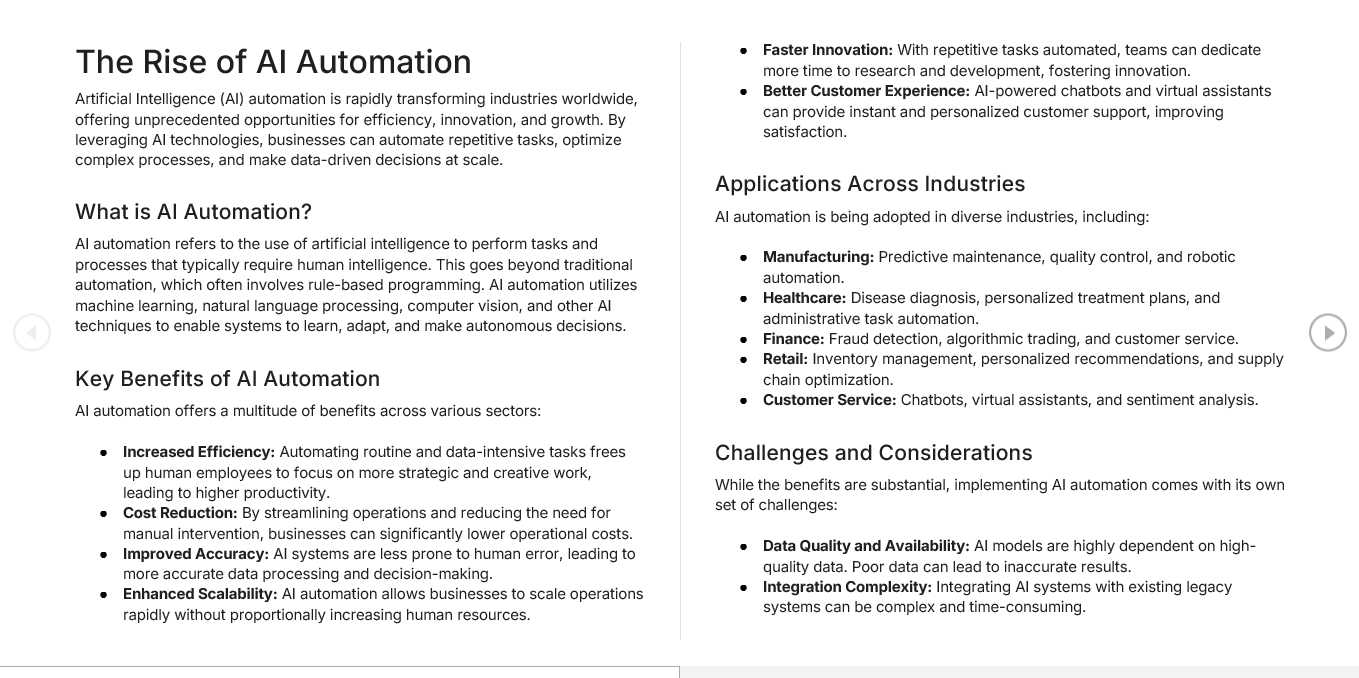 The Rise of AI Automation
Artificial Intelligence (AI) automation is rapidly transforming industries worldwide,
offering unprecedented opportunities for efficiency, innovation, and growth. By
leveraging AI technologies, businesses can automate repetitive tasks, optimize
complex processes, and make data-driven decisions at scale.
What is AI Automation?
AI automation refers to the use of artificial intelligence to perform tasks and
processes that typically require human intelligence. This goes beyond traditional
automation, which often involves rule-based programming. AI automation utilizes
machine learning, natural language processing, computer vision, and other AI
techniques to enable systems to learn, adapt, and make autonomous decisions.
Key Benefits of AI Automation
AI automation offers a multitude of benefits across various sectors:
● Increased Efficiency: Automating routine and data-intensive tasks frees
up human employees to focus on more strategic and creative work,
leading to higher productivity.
● Cost Reduction: By streamlining operations and reducing the need for
manual intervention, businesses can significantly lower operational costs.
● Improved Accuracy: AI systems are less prone to human error, leading to
more accurate data processing and decision-making.
● Enhanced Scalability: AI automation allows businesses to scale operations
rapidly without proportionally increasing human resources.
● Faster Innovation: With repetitive tasks automated, teams can dedicate
more time to research and development, fostering innovation.
● Better Customer Experience: AI-powered chatbots and virtual assistants
can provide instant and personalized customer support, improving
satisfaction.
Applications Across Industries
AI automation is being adopted in diverse industries, including:
● Manufacturing: Predictive maintenance, quality control, and robotic
automation.
● Healthcare: Disease diagnosis, personalized treatment plans, and
administrative task automation.
● Finance: Fraud detection, algorithmic trading, and customer service.
● Retail: Inventory management, personalized recommendations, and supply
chain optimization.
● Customer Service: Chatbots, virtual assistants, and sentiment analysis.
Challenges and Considerations
While the benefits are substantial, implementing AI automation comes with its own
set of challenges:
● Data Quality and Availability: AI models are highly dependent on high-
quality data. Poor data can lead to inaccurate results.
● Integration Complexity: Integrating AI systems with existing legacy
systems can be complex and time-consuming.